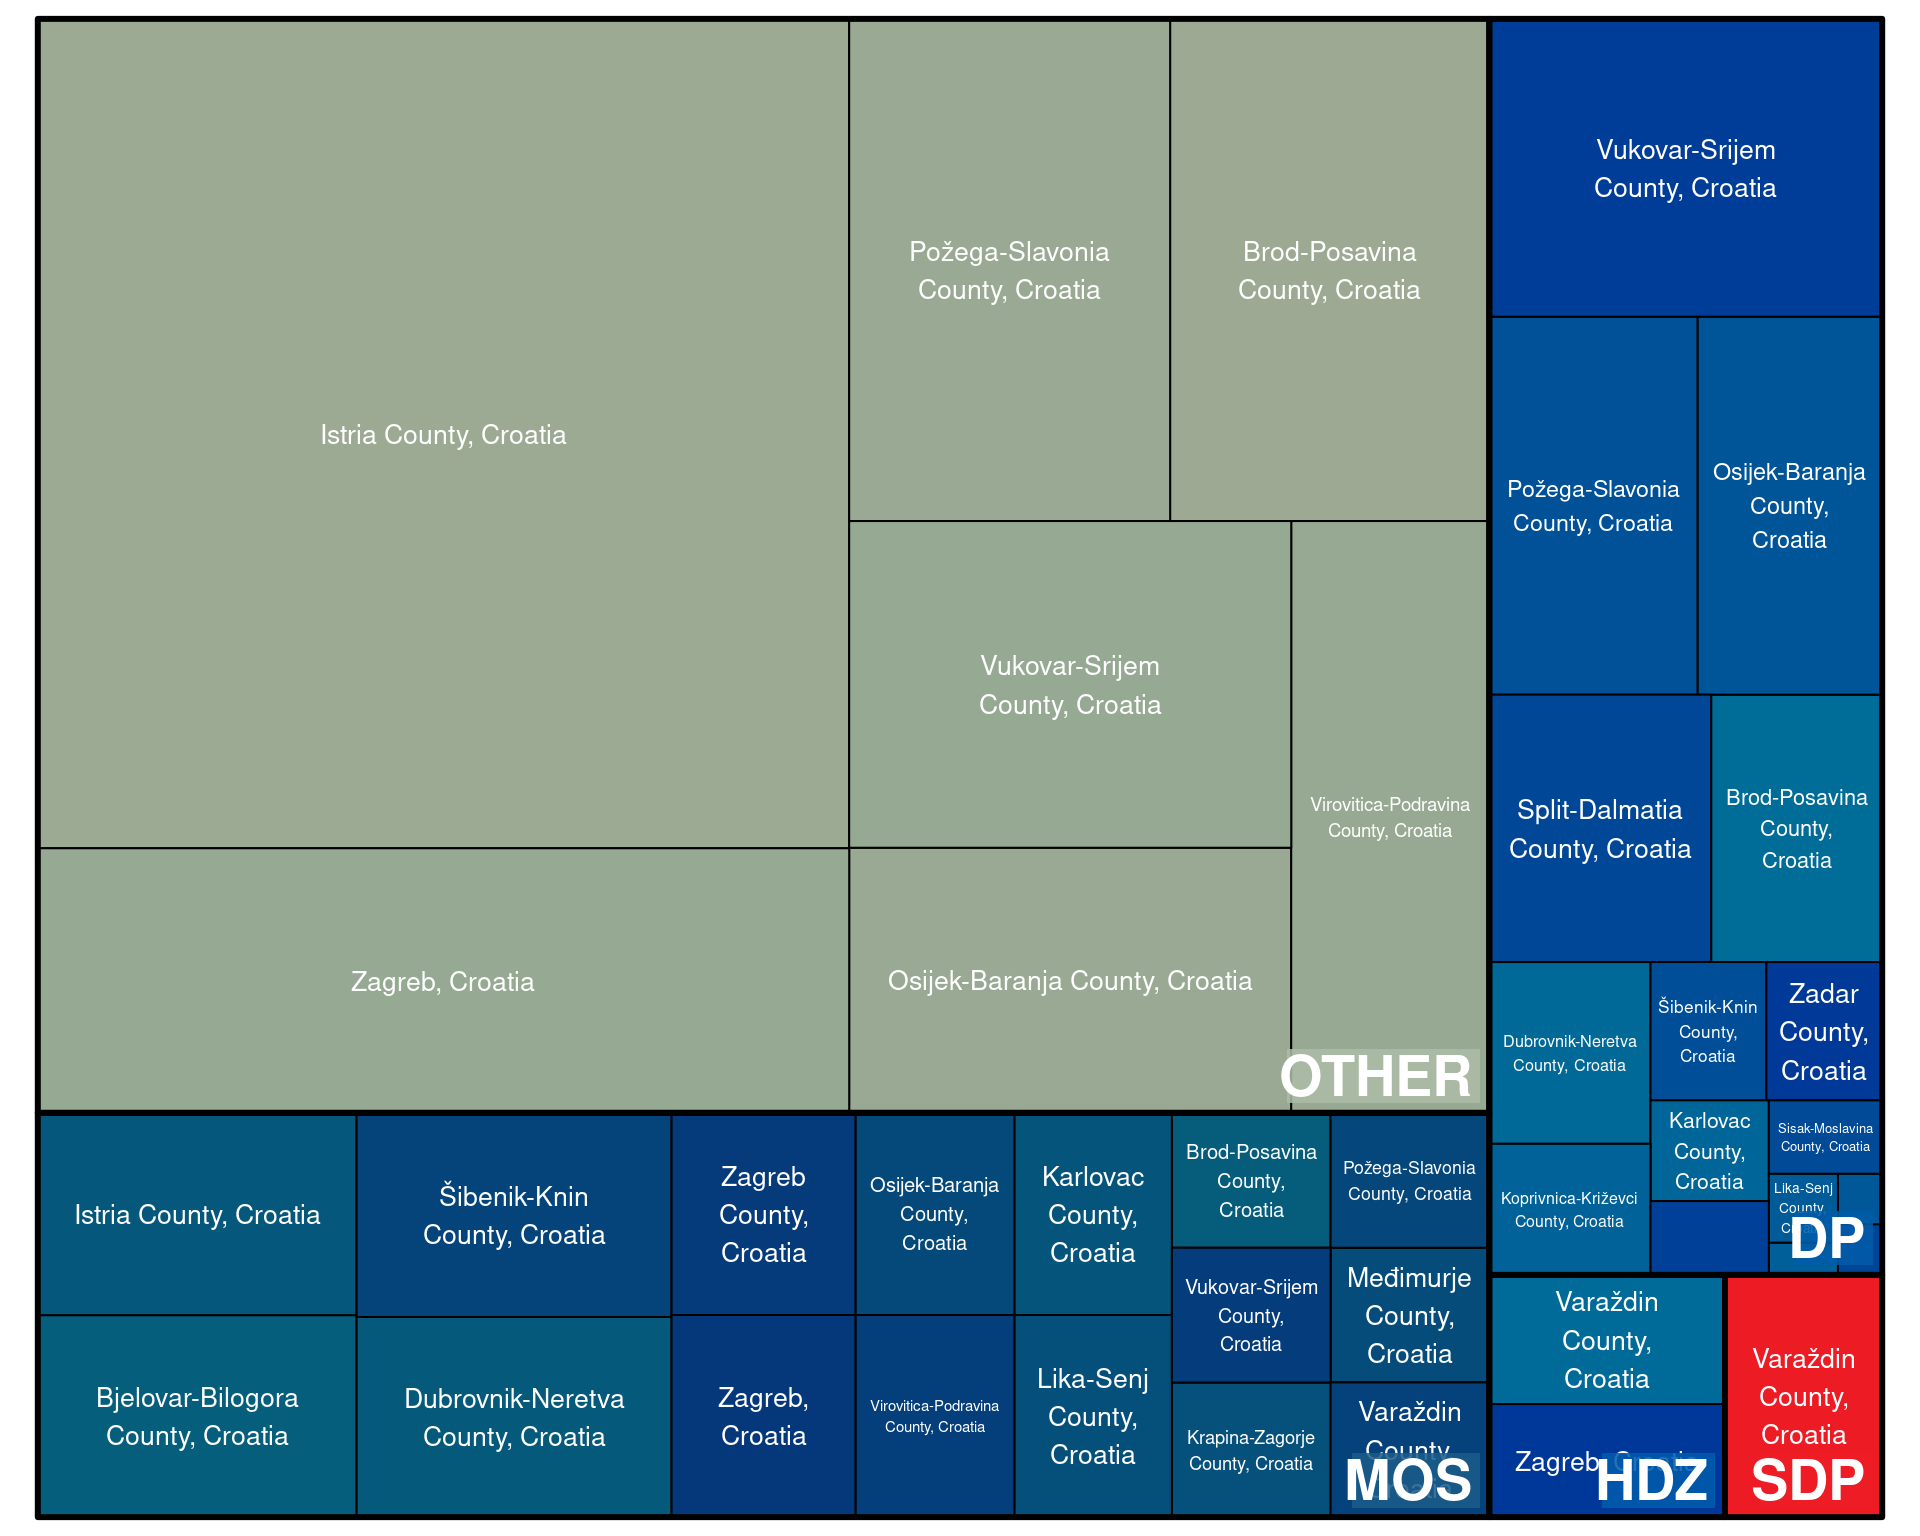 Istria County, Croatia
Požega-Slavonia
County, Croatia
Brod-Posavina
County, Croatia
Vukovar-Srijem
County, Croatia
Virovitica-Podravina
County, Croatia
Zagreb, Croatia
Osijek-Baranja County, Croatia
OTHER
Istria County, Croatia
Šibenik-Knin
County, Croatia
Zagreb
County,
Croatia
Osijek-Baranja
County,
Croatia
Karlovac
County,
Croatia
Brod-Posavina
County,
Croatia
Požega-Slavonia
County, Croatia
Vukovar-Srijem
County,
Croatia
Međimurje
County,
Croatia
Bjelovar-Bilogora
County, Croatia
Dubrovnik-Neretva
County, Croatia
Zagreb,
Croatia
Virovitica-Podravina
County, Croatia
Lika-Senj
County,
Croatia
Krapina-Zagorje
County, Croatia
Varaždin
County,
MOS
Vukovar-Srijem
County, Croatia
Požega-Slavonia
County, Croatia
Osijek-Baranja
County,
Croatia
Split-Dalmatia
County, Croatia
Brod-Posavina
County,
Croatia
Dubrovnik-Neretva
County, Croatia
Šibenik-Knin
County,
Croatia
Zadar
County,
Croatia
Koprivnica-Križevci
County, Croatia
Karlovac
County,
Croatia
Sisak-Moslavina
County, Croatia
Lika-Senj
County,
DP
Varaždin
County,
Croatia
Zagreb, Croatia
HDZ
Varaždin
County,
Croatia
SDP